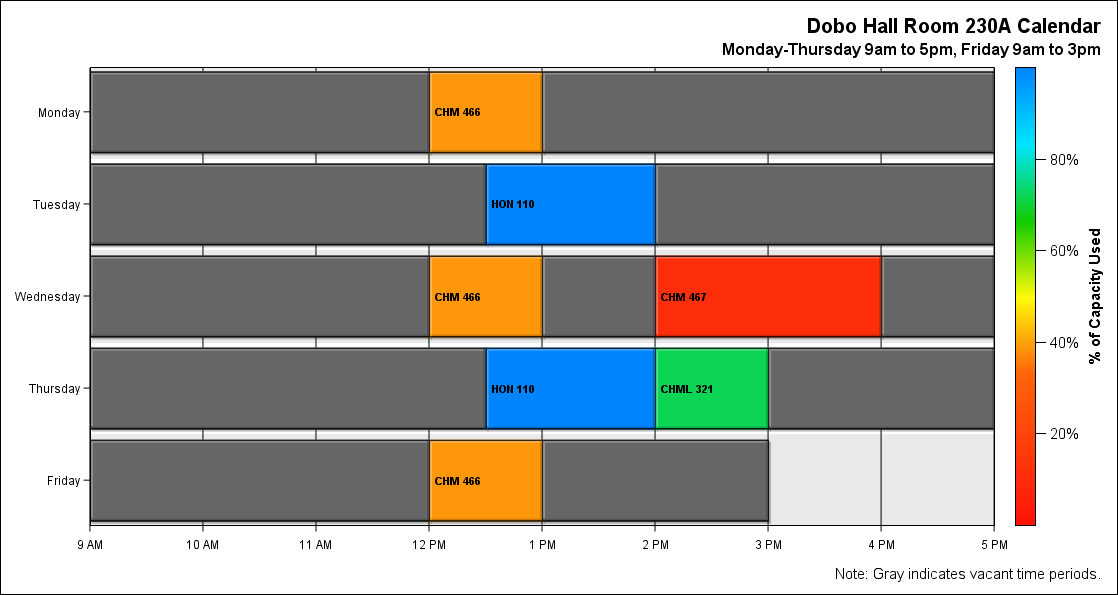 Dobo Hall Room 230A Calendar
Monday-Thursday 9am to 5pm, Friday 9am to 3pm
Monday
CHM 466
Tuesday
HON 110
Wednesday
CHM 466
CHM 467
Thursday
HON 110
CHML 321
Friday
CHM 466
9 AM
10 AM
11 AM
12 PM
1 PM
2 PM
3 PM
4 PM
5 PM
80%
60%
40%
20%
% of Capacity Used
Note: Gray indicates vacant time periods.